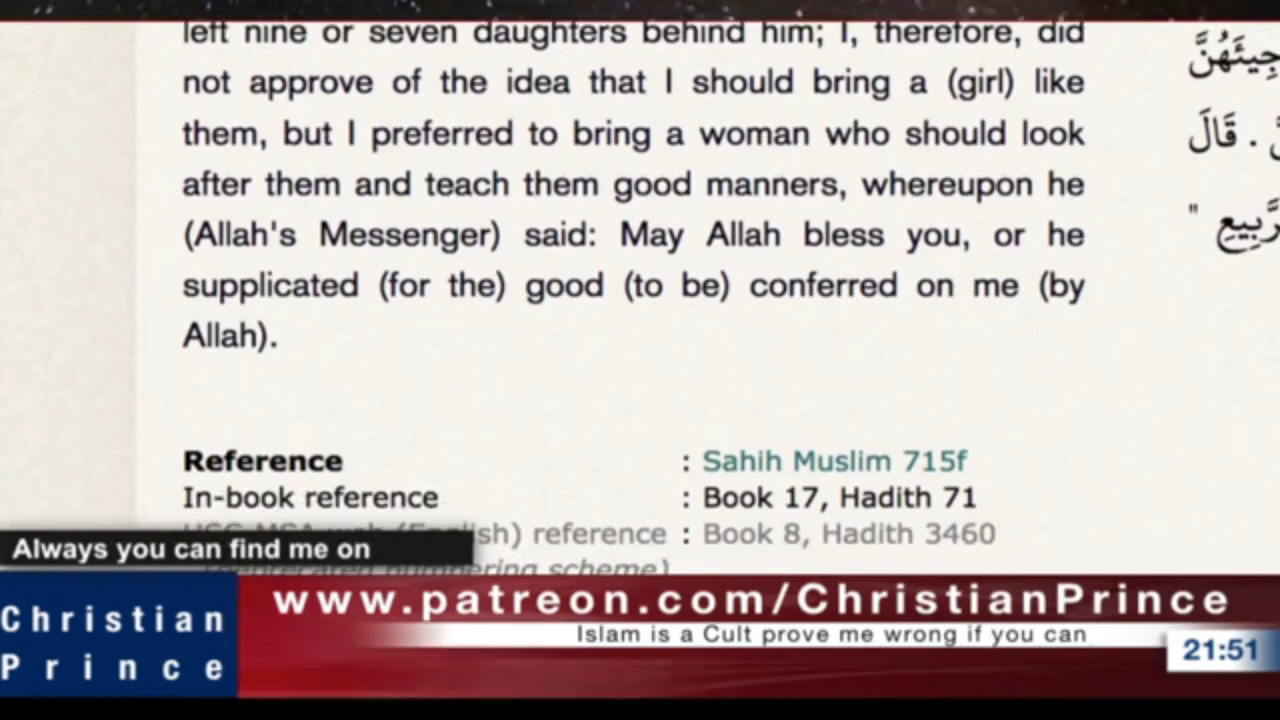 left nine or seven daughters behind him; I, therefore, did
not approve of the idea that I should bring a (girl) like
them, but I preferred to bring a woman who should look
after them and teach them good manners, whereupon he
(Allah's Messenger) said: May Allah bless you, or he
supplicated (for the) good (to be) conferred on me (by
Allah).
. قَالَ
"
Reference : Sahih Muslim 715f
In-book reference : Book 17, Hadith 71
(English) reference : Book 8, Hadith 3460
numbering scheme)
Always you can find me on
Christian
Prince
www.patreon.com/ChristianPrince
Islam is a Cult prove me wrong if you can
21:51